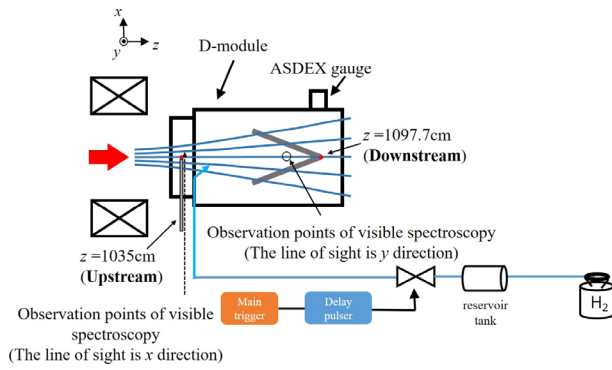 x
y
z
D-module
ASDEX gauge
z =1097.7cm
(Downstream)
Observation points of visible spectroscopy
(The line of sight is y direction)
z =1035cm
(Upstream)
Observation points of visible
spectroscopy
(The line of sight is x direction)
Main
trigger
Delay
pulser
reservoir
tank
H2